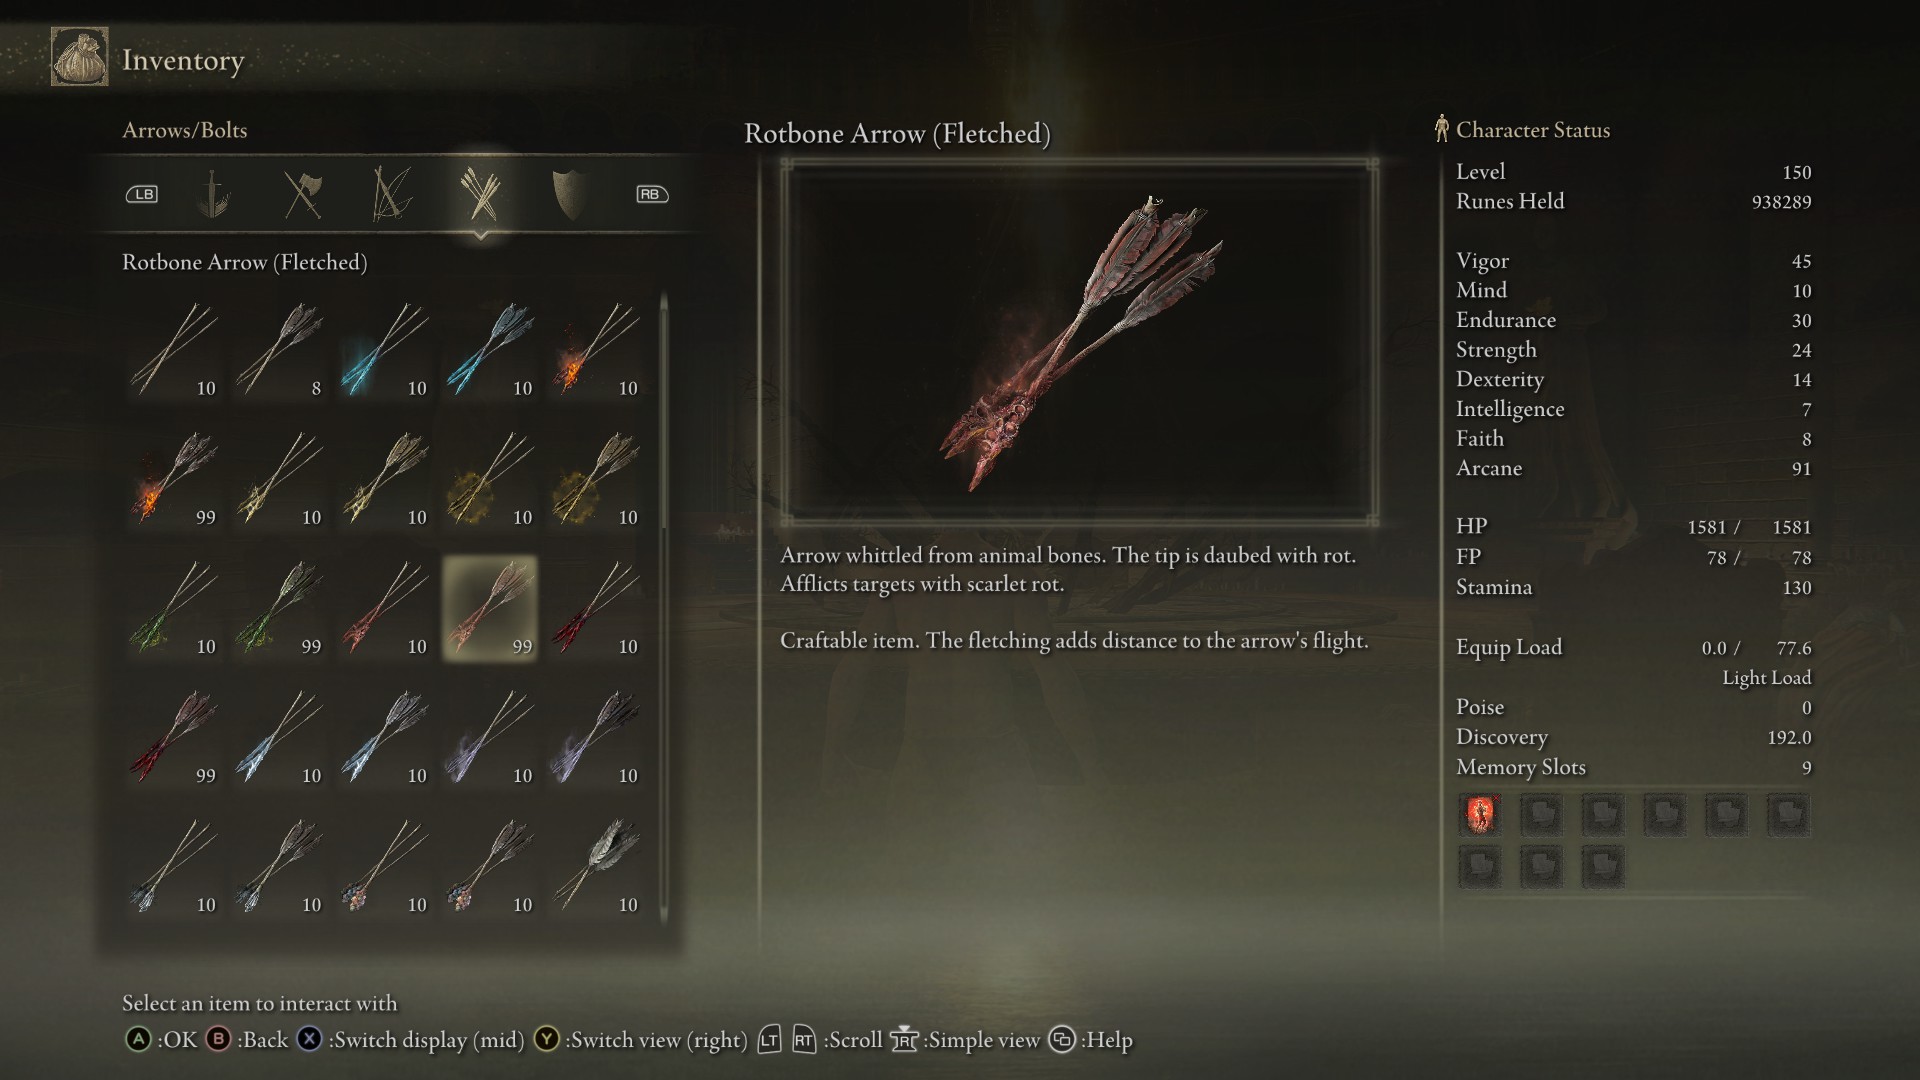 Inventory
Arrows/Bolts
LB
RB
Rotbone Arrow (Fletched)
10 8 10 10 10
99 10 10 10 10
10 99 10 99 10
99 10 10 10 10
10 10 10 10 10
Rotbone Arrow (Fletched)
Arrow whittled from animal bones. The tip is daubed with rot.
Afflicts targets with scarlet rot.
Craftable item. The fletching adds distance to the arrow's flight.
Character Status
Level 150
Runes Held 938289
Vigor 45
Mind 10
Endurance 30
Strength 24
Dexterity 14
Intelligence 7
Faith 8
Arcane 91
HP 1581 / 1581
FP 78 / 78
Stamina 130
Equip Load 0.0 / 77.6
Light Load
Poise 0
Discovery 192.0
Memory Slots 9
Select an item to interact with
A :OK B :Back X :Switch display (mid) Y :Switch view (right) LT RT :Scroll R :Simple view :Help